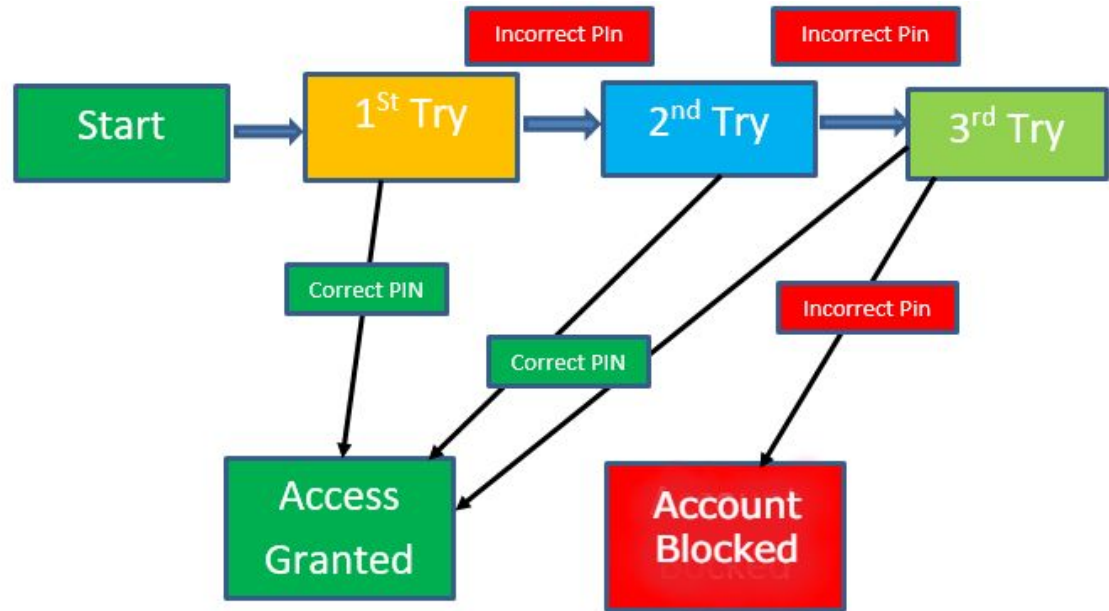 Incorrect Pin
Incorrect Pin
Start
1St Try
2nd Try
3rd Try
Correct PIN
Incorrect Pin
Correct PIN
Access
Granted
Account
Blocked